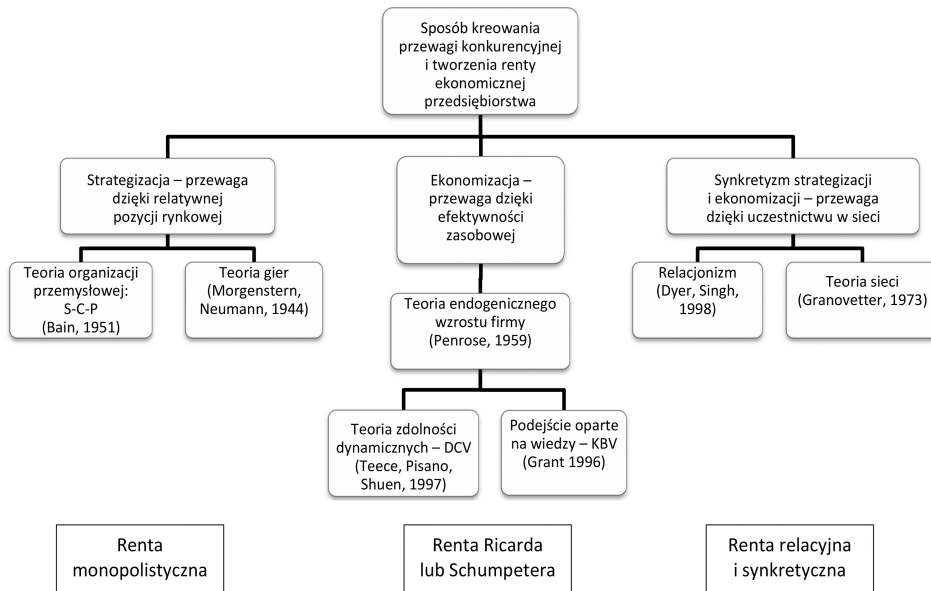 Sposób kreowania
przewagi konkurencyjnej
i tworzenia renty
ekonomicznej
przedsiębiorstwa
Strategizacja – przewaga
dzięki relatywnej
pozycji rynkowej
Ekonomizacja –
przewaga dzięki
efektywności
zasobowej
Synkretyzm strategizacji
i ekonomizacji – przewaga
dzięki uczestnictwu w sieci
Teoria organizacji
przemysłowej:
S-C-P
(Bain, 1951)
Teoria gier
(Morgenstern,
Neumann, 1944)
Teoria endogenicznego
wzrostu firmy
(Penrose, 1959)
Relacjonizm
(Dyer, Singh,
1998)
Teoria sieci
(Granovetter, 1973)
Teoria zdolności
dynamicznych – DCV
(Teece, Pisano,
Shuen, 1997)
Podejście oparte
na wiedzy – KBV
(Grant 1996)
Renta
monopolistyczna
Renta Ricarda
lub Schumpetera
Renta relacyjna
i synkretyczna